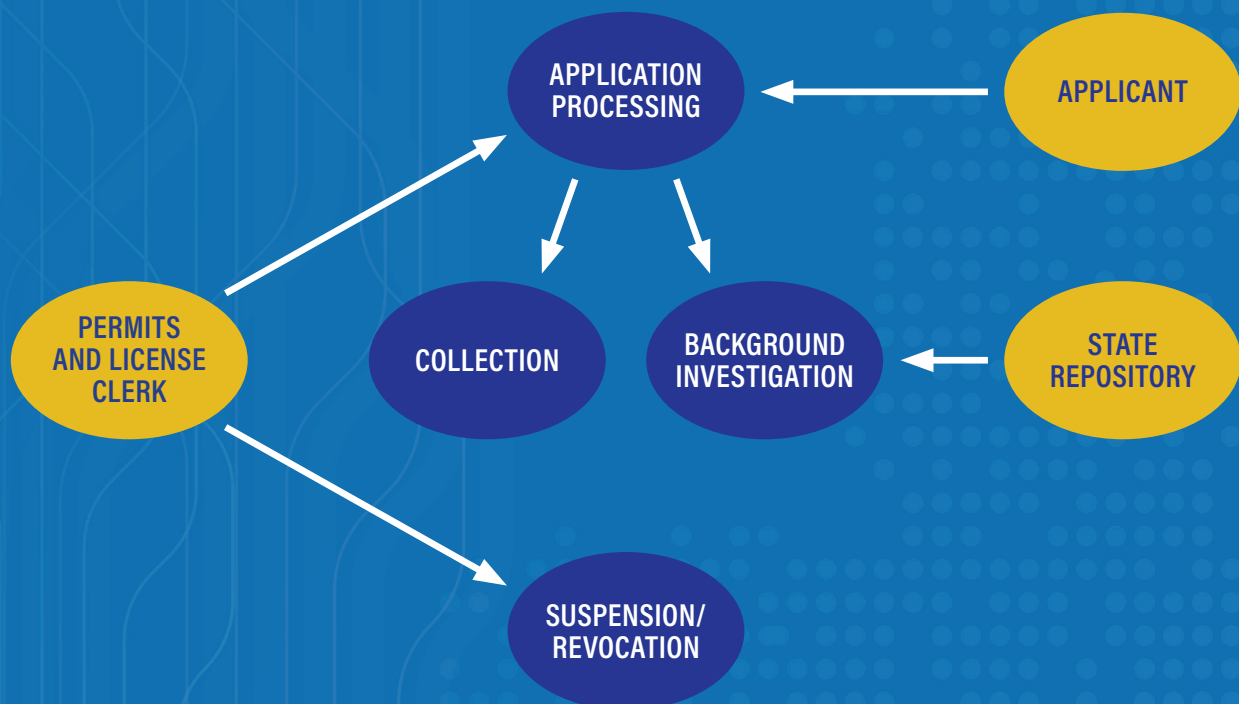 APPLICATION
PROCESSING
APPLICANT
PERMITS
AND LICENSE
CLERK
COLLECTION
BACKGROUND
INVESTIGATION
STATE
REPOSITORY
SUSPENSION/
REVOCATION